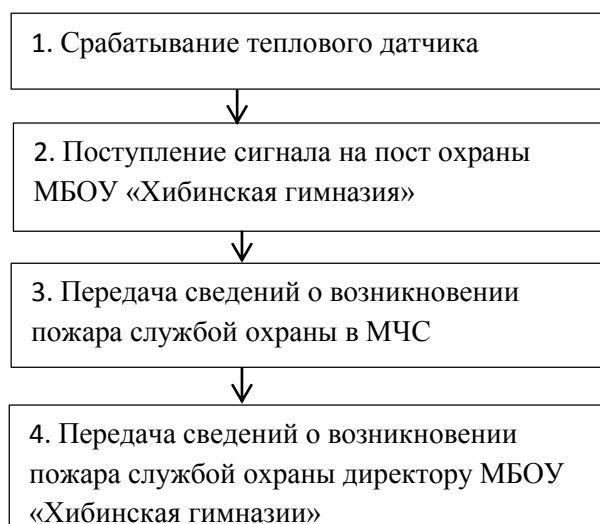 1. Срабатывание теплового датчика
2. Поступление сигнала на пост охраны
МБОУ «Хибинская гимназия»
3. Передача сведений о возникновении
пожара службой охраны в МЧС
4. Передача сведений о возникновении
пожара службой охраны директору МБОУ
«Хибинская гимназии»